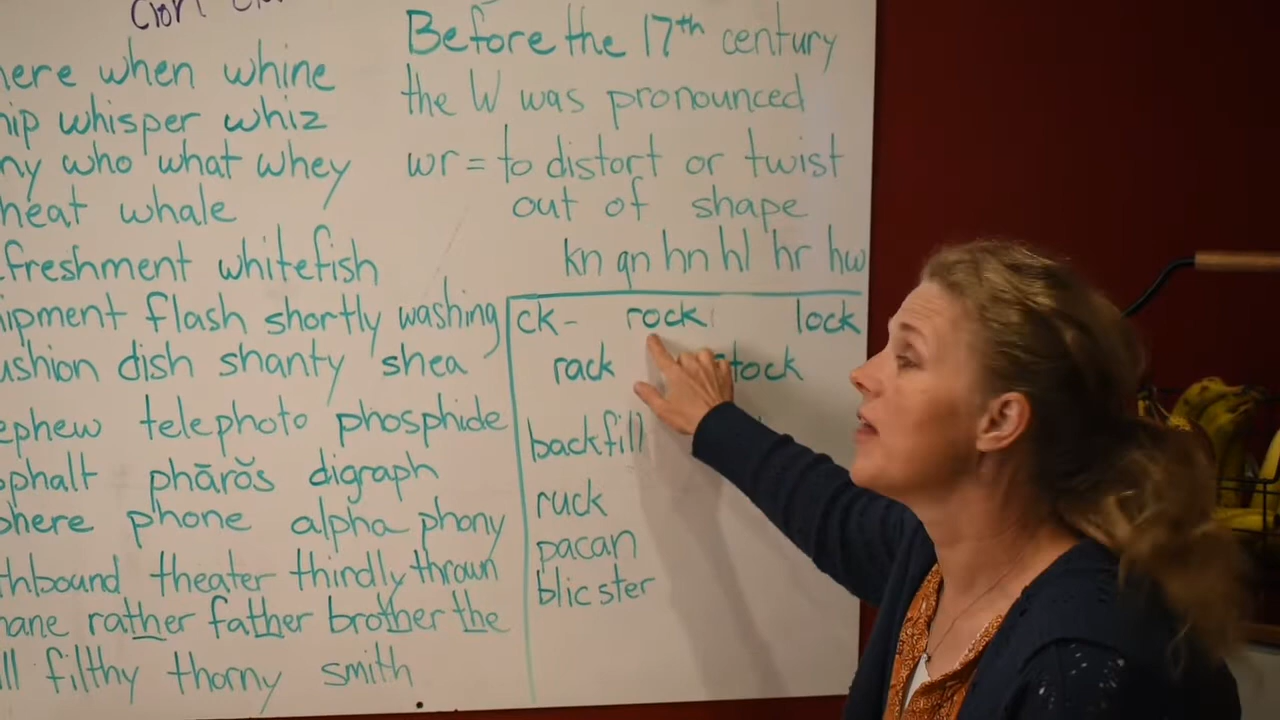 here when whine
hip whisper whiz
hy who what whey
heat whale
freshment whitefish
ipment flash shortly washing
ushion dish shanty shea
ephew telephoto phosphide
sphalt phārŏs digraph
phere phone alpha phony
thbound theater thindly thrown
hane rather father brother the
ll filthy thorny smith
Before the 17th century
the W was pronounced
wr = to distort or twist
out of shape
kn gn hn hl hr hw
ck - rock lock
rack stock
backfill
ruck
pacan
blicster